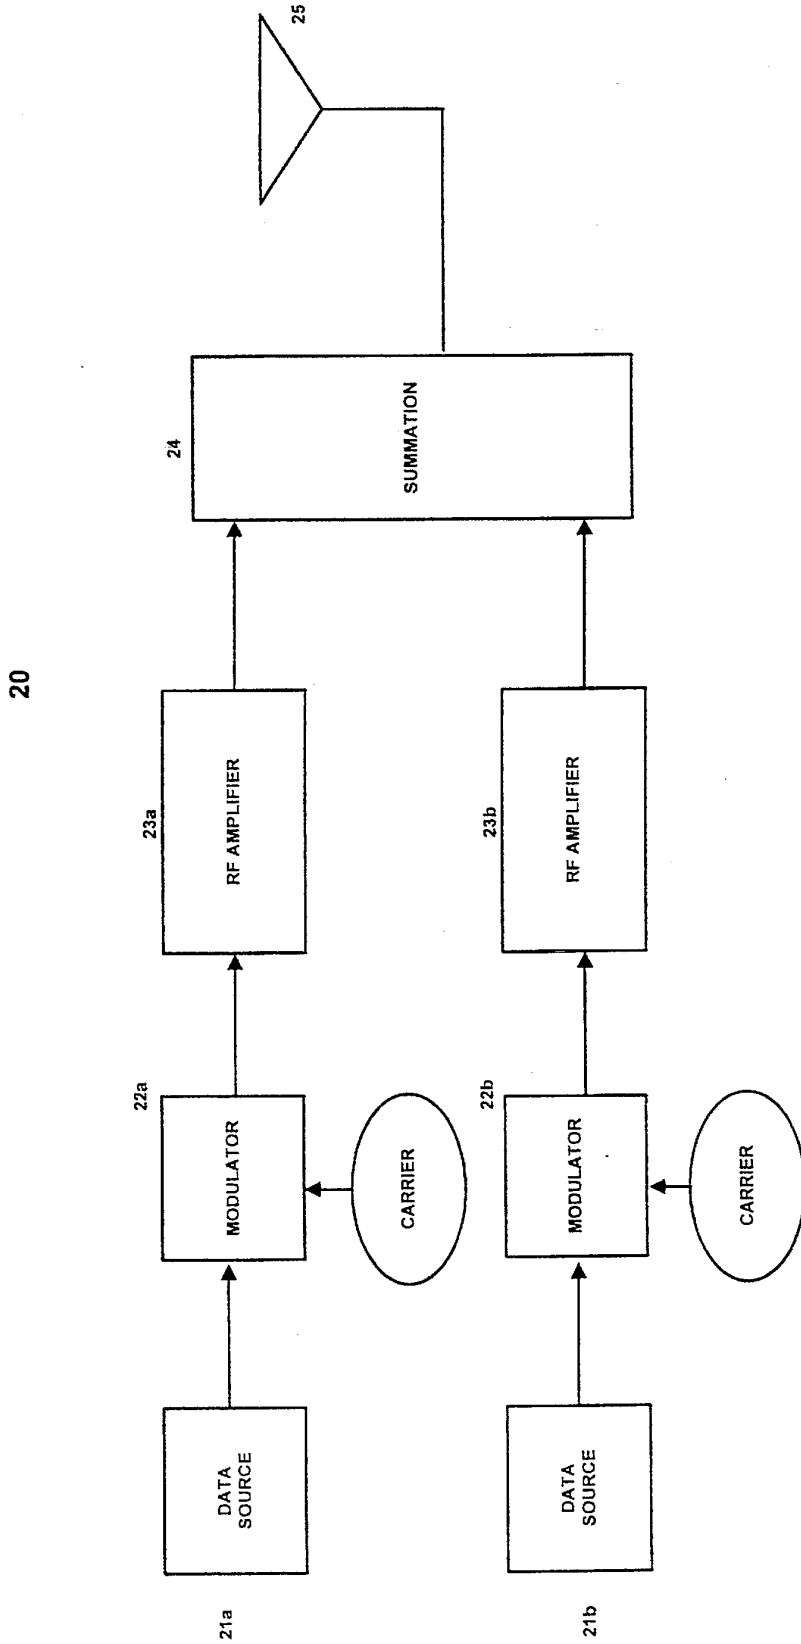 20
21a
DATA
SOURCE
22a
MODULATOR
CARRIER
23a
RF AMPLIFIER
21b
DATA
SOURCE
22b
MODULATOR
CARRIER
23b
RF AMPLIFIER
24
SUMMATION
25